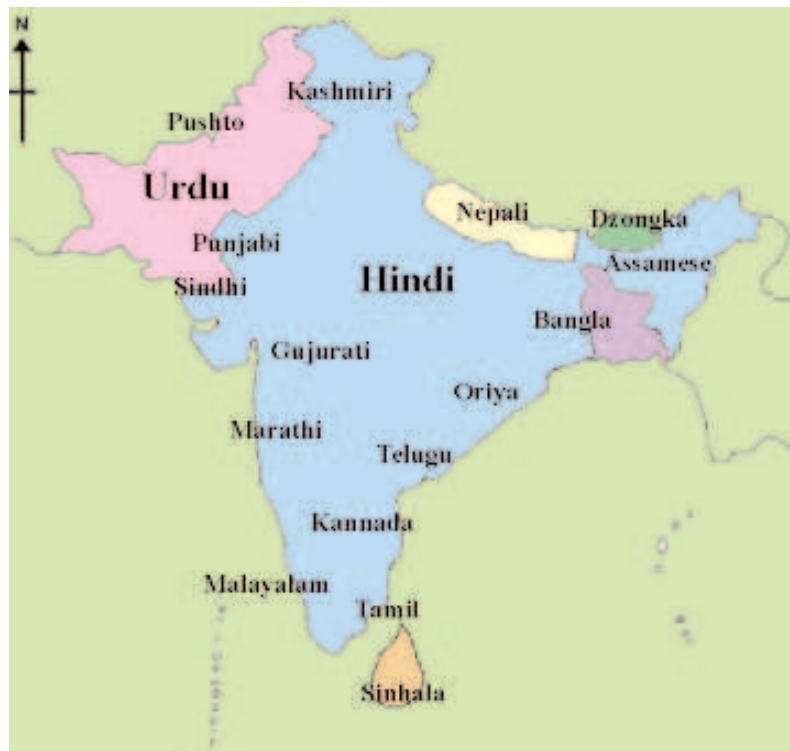 N
Kashmiri
Pushto
Urdu
Nepali
Dzongka
Punjabi
Assamese
Sindhi
Hindi
Bangla
Gujurati
Oriya
Marathi
Telugu
Kannada
Malayalam
Tamil
Sinhala